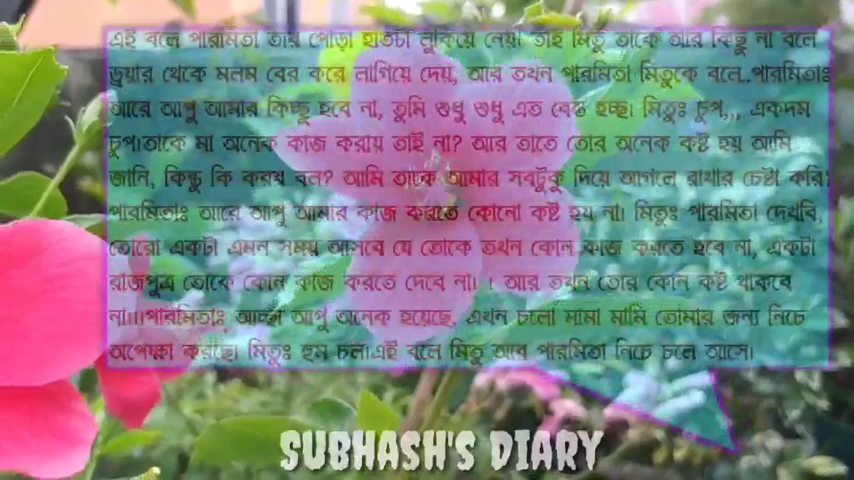 এই বলে পারমিতা তার পোড়া হাতটা লুকিয়ে নেয়া তাই মিতু তাকে আর কিছু না বলে
ড্রয়ার থেকে মলম বের করে লাগিয়ে দেয়, আর তখন পারমিতা মিতুকে বলে..পারমিতাঃ
আরে আপু আমার কিচ্ছু হবে না, তুমি শুধু শুধু এত বেস্ত হচ্ছ। মিতুঃ চুপ,,, একদম
চুপ।তাকে মা অনেক কাজ করায় তাই না? আর তাতে তোর অনেক কষ্ট হয় আমি
জানি, কিন্তু কি করব বল? আমি তাকে আমার সবটুকু দিয়ে আগলে রাখার চেষ্টা করি।
পারমিতাঃ আরে আপু আমার কাজ করতে কোনো কষ্ট হয় না। মিতুঃ পারমিতা দেখবি,
তোরো একটা এমন সময় আসবে যে তোকে তখন কোন কাজ করতে হবে না, একটা
রাজপুত্র তোকে কোন কাজ করতে দেবে না। । আর তখন তোর কোন কষ্ট থাকবে
না।।।পারমিতাঃ আচ্ছা আপু অনেক হয়েছে, এখন চলো মামা মামি তোমার জন্য নিচে
অপেক্ষা করছে। মিতুঃ হম চল।এই বলে মিতু আর পারমিতা নিচে চলে আসে।
SUBHASH'S DIARY